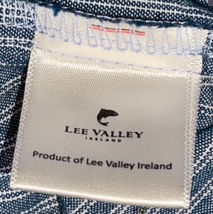 LEE VALLEY
IRELAND
Product of Lee Valley Ireland